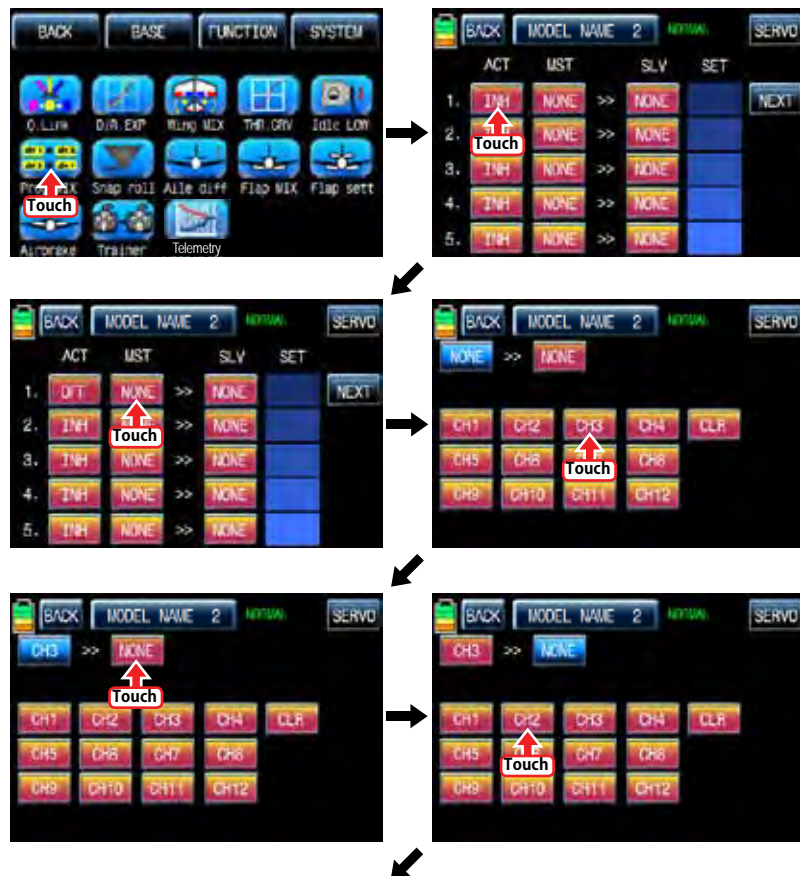 BACK BASE FUNCTION SYSTEM
Q.Link D/R EXP Wing MIX THR.CRV Idle LOW
Snap roll Aile diff Flap MIX Flap sett
Touch
Airbrake Trainer Telemetry
BACK MODEL NAME 2 NORMAL SERVO
ACT MST SLV SET
1. INH NONE >> NONE NEXT
2. >> NONE
Touch
3. INH NONE >> NONE
4. INH NONE >> NONE
5. INH NONE >> NONE
BACK MODEL NAME 2 NORMAL SERVO
ACT MST SLV SET
1. OFF NONE >> NONE NEXT
2. INH >> NONE
Touch
3. INH NONE >> NONE
4. INH NONE >> NONE
5. INH NONE >> NONE
BACK MODEL NAME 2 NORMAL SERVO
NONE >> NONE
CH1 CH2 CH3 CH4 CLR
CH5 CH6 CH8
Touch
CH9 CH10 CH11 CH12
BACK MODEL NAME 2 NORMAL SERVO
CH3 >> NONE
Touch
CH1 CH2 CH3 CH4 CLR
CH5 CH6 CH7 CH8
CH9 CH10 CH11 CH12
BACK MODEL NAME 2 NORMAL SERVO
CH3 >> NONE
CH1 CH2 CH3 CH4 CLR
CH5 CH7 CH8
Touch
CH9 CH10 CH11 CH12